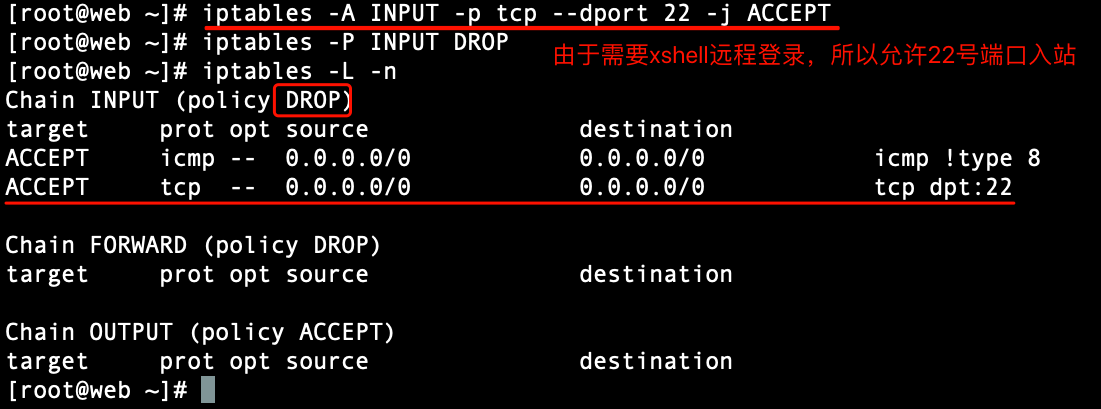 [root@web ~]# iptables -A INPUT -p tcp --dport 22 -j ACCEPT
[root@web ~]# iptables -P INPUT DROP
由于需要xshell远程登录，所以允许22号端口入站
[root@web ~]# iptables -L -n
Chain INPUT (policy DROP)
target     prot opt source               destination
ACCEPT     icmp --  0.0.0.0/0            0.0.0.0/0            icmp !type 8
ACCEPT     tcp  --  0.0.0.0/0            0.0.0.0/0            tcp dpt:22
Chain FORWARD (policy DROP)
target     prot opt source               destination
Chain OUTPUT (policy ACCEPT)
target     prot opt source               destination
[root@web ~]#